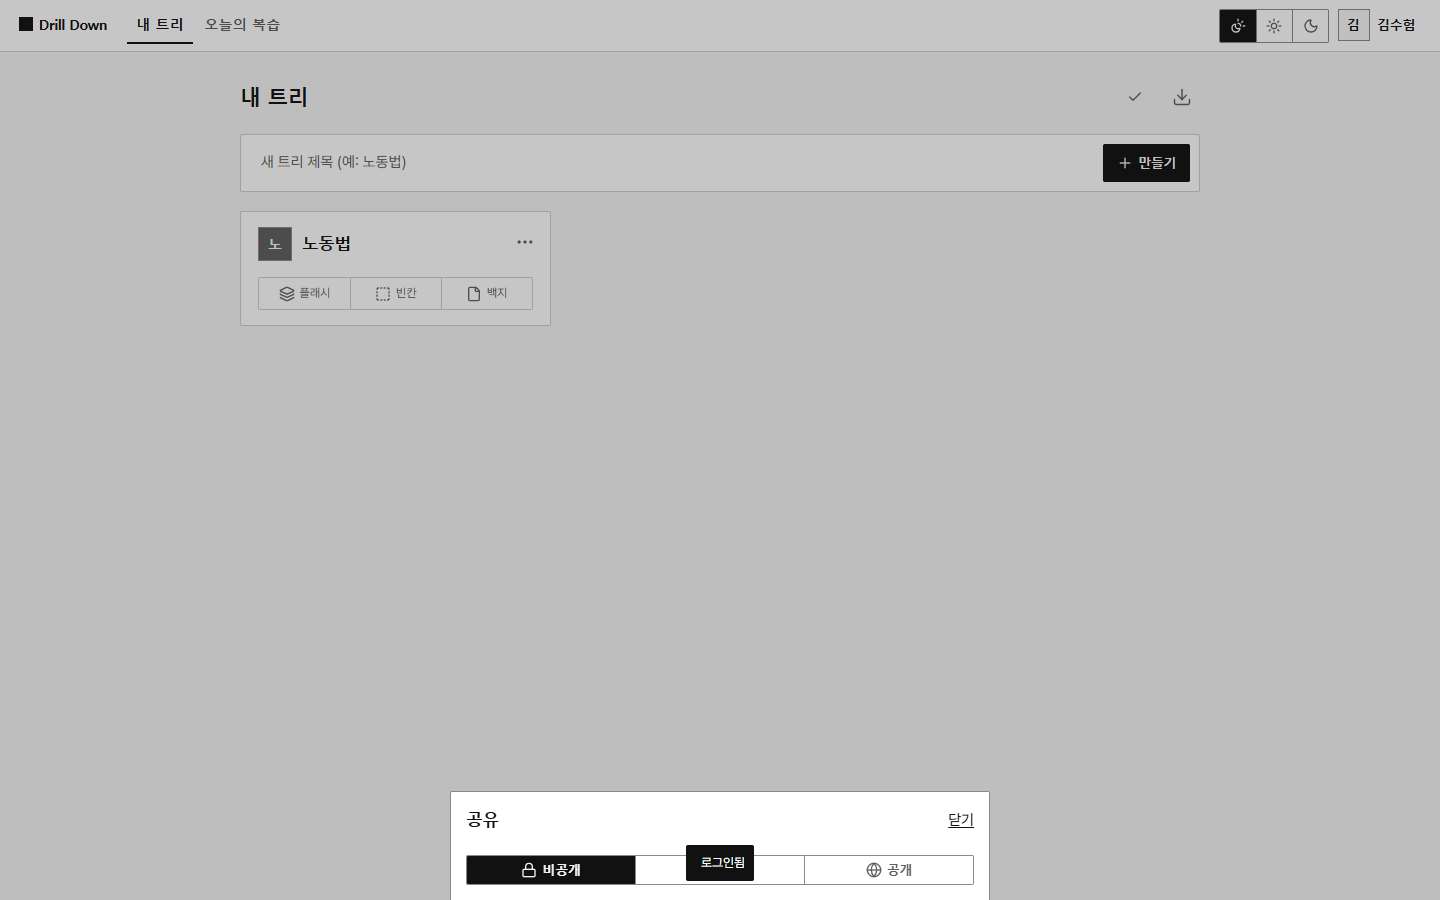 Drill Down
내 트리
오늘의 복습
김
김수험
내 트리
새 트리 제목 (예: 노동법)
만들기
노
노동법
플래시
빈칸
백지
공유
닫기
비공개
로그인됨
공개